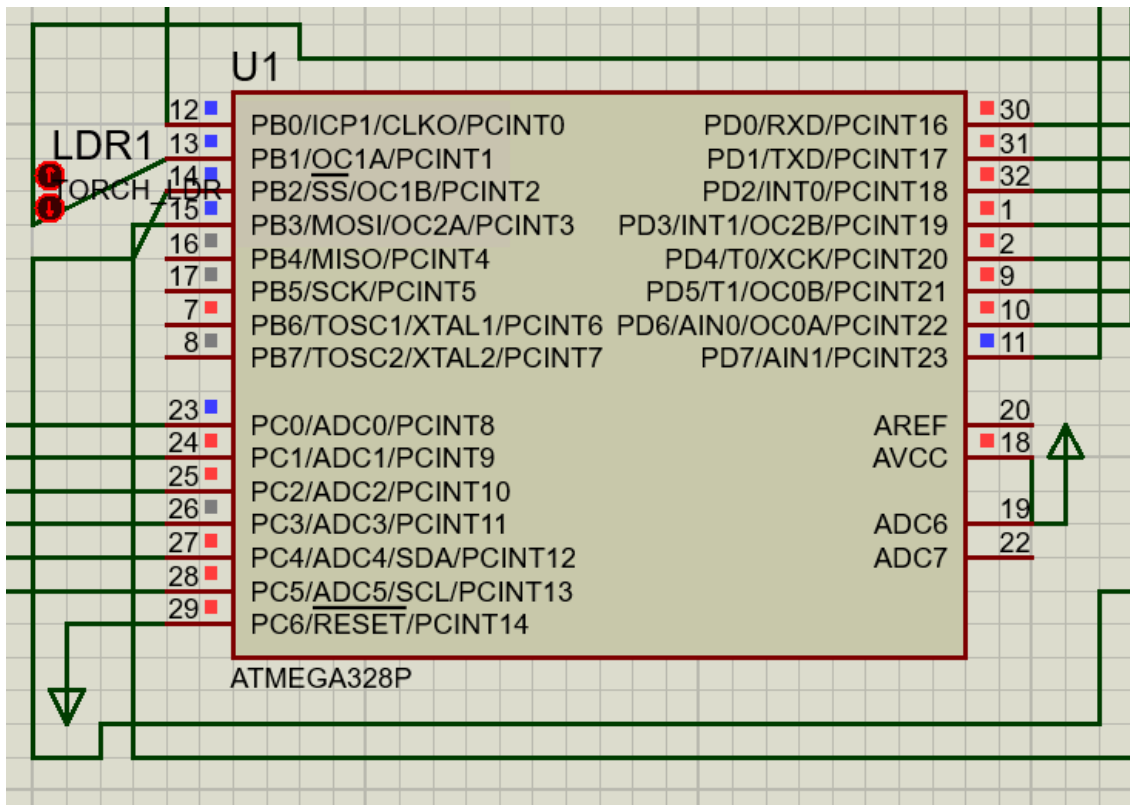 U1
LDR1
TORCH_LDR
12
PB0/ICP1/CLKO/PCINT0
13
PB1/OC1A/PCINT1
14
PB2/SS/OC1B/PCINT2
15
PB3/MOSI/OC2A/PCINT3
16
PB4/MISO/PCINT4
17
PB5/SCK/PCINT5
7
PB6/TOSC1/XTAL1/PCINT6
8
PB7/TOSC2/XTAL2/PCINT7
23
PC0/ADC0/PCINT8
24
PC1/ADC1/PCINT9
25
PC2/ADC2/PCINT10
26
PC3/ADC3/PCINT11
27
PC4/ADC4/SDA/PCINT12
28
PC5/ADC5/SCL/PCINT13
29
PC6/RESET/PCINT14
PD0/RXD/PCINT16
30
PD1/TXD/PCINT17
31
PD2/INT0/PCINT18
32
PD3/INT1/OC2B/PCINT19
1
PD4/T0/XCK/PCINT20
2
PD5/T1/OC0B/PCINT21
9
PD6/AIN0/OC0A/PCINT22
10
PD7/AIN1/PCINT23
11
AREF
20
AVCC
18
ADC6
19
ADC7
22
ATMEGA328P